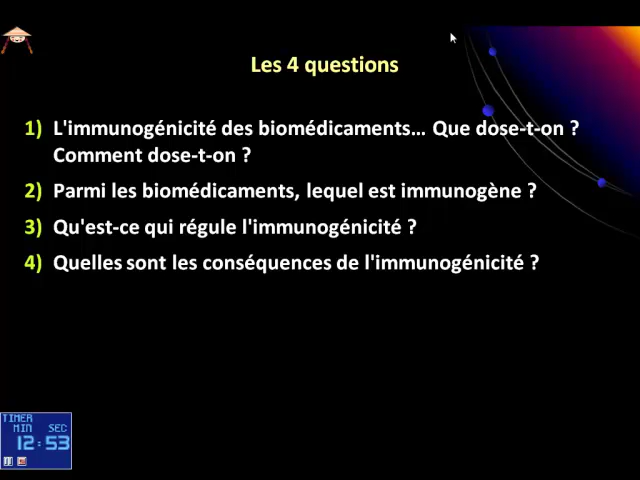 Les 4 questions
1) L'immunogénicité des biomédicaments... Que dose-t-on ?
Comment dose-t-on ?
2) Parmi les biomédicaments, lequel est immunogène ?
3) Qu'est-ce qui régule l'immunogénicité ?
4) Quelles sont les conséquences de l'immunogénicité ?
TIMER
MIN SEC
12:53